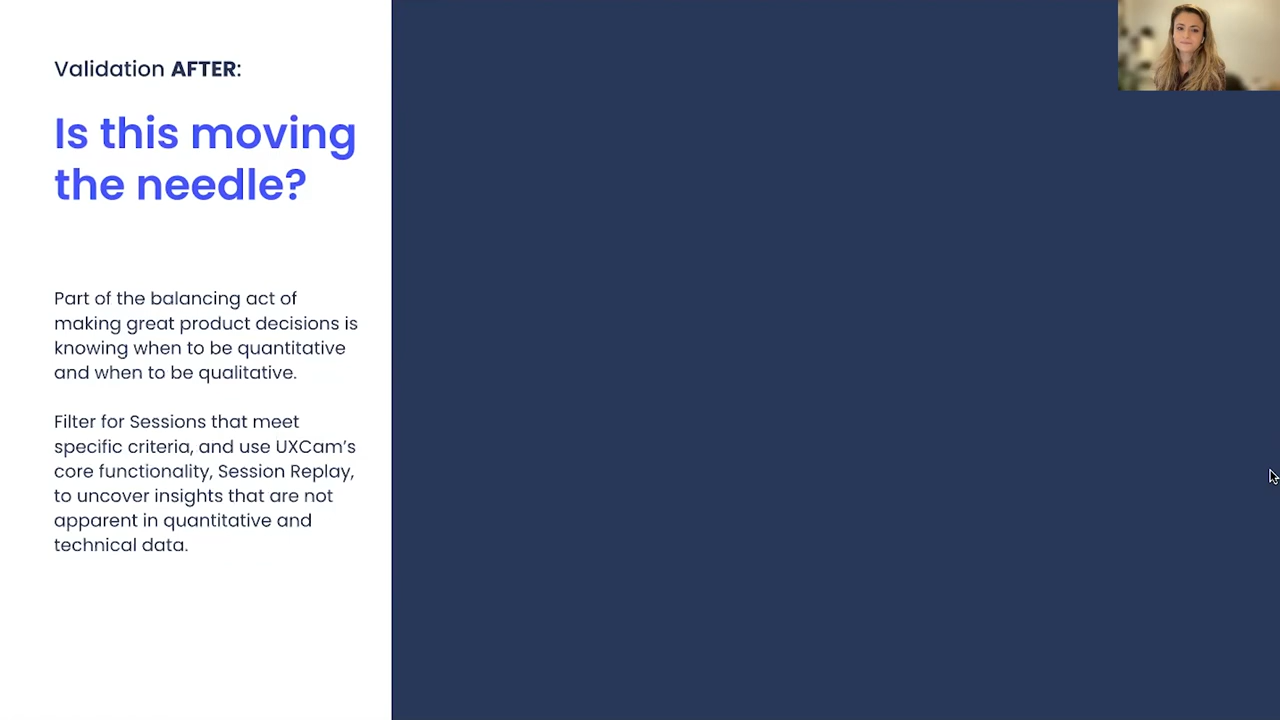 Validation AFTER:
Is this moving
the needle?
Part of the balancing act of
making great product decisions is
knowing when to be quantitative
and when to be qualitative.
Filter for Sessions that meet
specific criteria, and use UXCam’s
core functionality, Session Replay,
to uncover insights that are not
apparent in quantitative and
technical data.